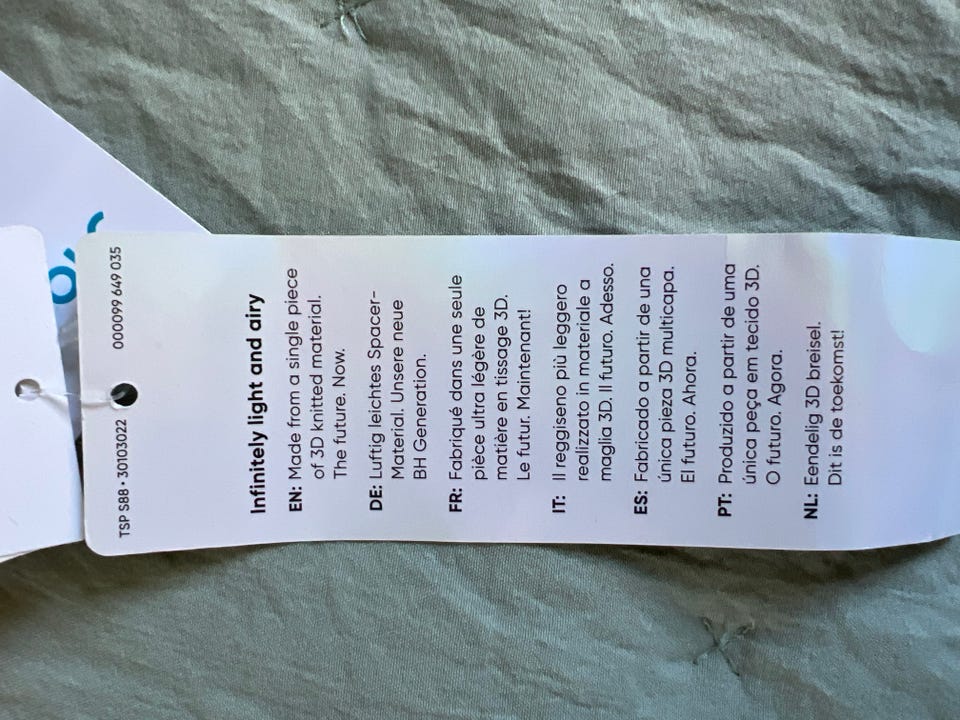 TSP S88 • 30103022
000099 649 035
Infinitely light and airy
EN: Made from a single piece
of 3D knitted material.
The future. Now.
DE: Luftig leichtes Spacer-
Material. Unsere neue
BH Generation.
FR: Fabriqué dans une seule
pièce ultra légère de
matière en tissage 3D.
Le futur. Maintenant!
IT: Il reggiseno più leggero
realizzato in materiale a
maglia 3D. Il futuro. Adesso.
ES: Fabricado a partir de una
única pieza 3D multicapa.
El futuro. Ahora.
PT: Produzido a partir de uma
única peça em tecido 3D.
O futuro. Agora.
NL: Eendelig 3D breisel.
Dit is de toekomst!